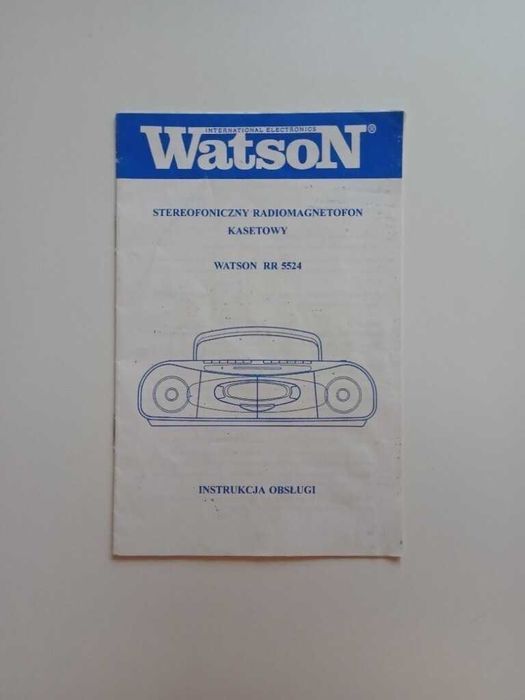 INTERNATIONAL ELECTRONICS
WatsoN®
STEREOFONICZNY RADIOMAGNETOFON
KASETOWY
WATSON RR 5524
INSTRUKCJA OBSŁUGI